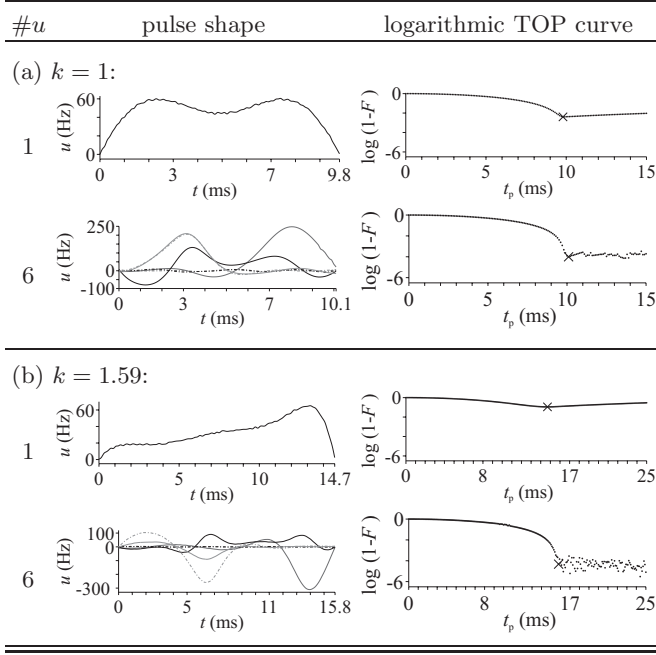 #u pulse shape logarithmic TOP curve
(a) k = 1:
1
u (Hz)
60
0
0 3 7 9.8
t (ms)
log (1-F )
0
-6
0 5 10 15
t_p (ms)
6
u (Hz)
250
0
-100
0 3 7 10.1
t (ms)
log (1-F )
0
-6
0 5 10 15
t_p (ms)
(b) k = 1.59:
1
u (Hz)
60
0
0 5 10 14.7
t (ms)
log (1-F )
0
-6
0 8 17 25
t_p (ms)
6
u (Hz)
100
0
-300
0 5 11 15.8
t (ms)
log (1-F )
0
-6
0 8 17 25
t_p (ms)